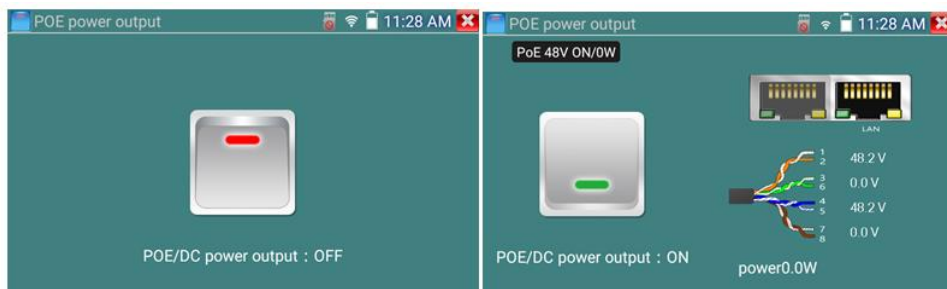 POE power output
11:28 AM
POE/DC power output : OFF
POE power output
11:28 AM
PoE 48V ON/0W
LAN
1
2
48.2 V
3
6
0.0 V
4
5
48.2 V
7
8
0.0 V
POE/DC power output : ON
power0.0W